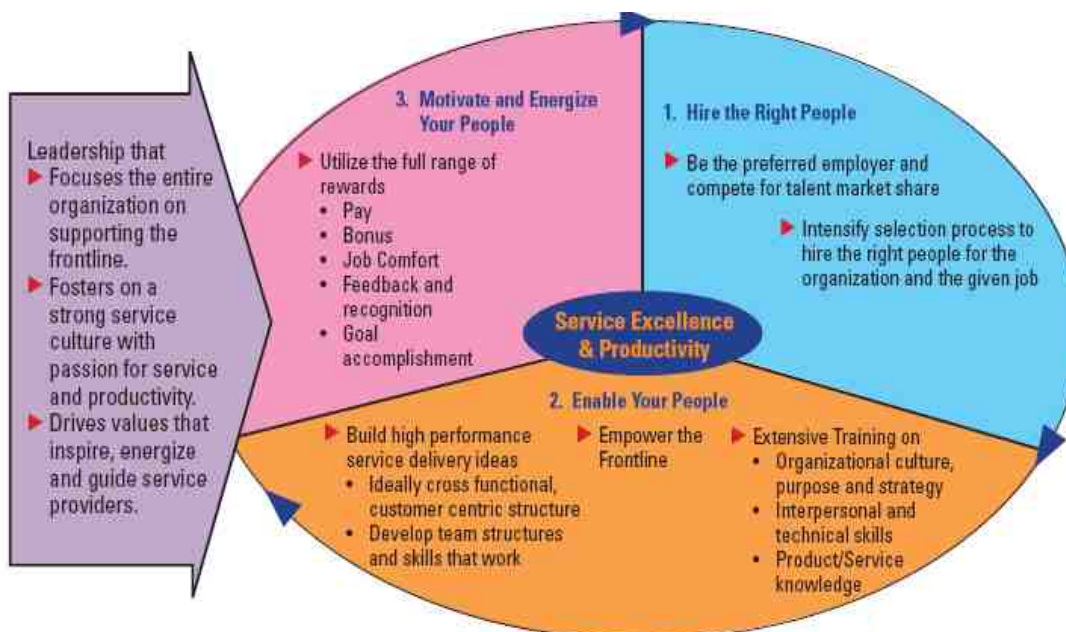 Leadership that
▶ Focuses the entire
organization on
supporting the
frontline.
▶ Fosters on a
strong service
culture with
passion for service
and productivity.
▶ Drives values that
inspire, energize
and guide service
providers.
3. Motivate and Energize
Your People
▶ Utilize the full range of
rewards
• Pay
• Bonus
• Job Comfort
• Feedback and
recognition
• Goal
accomplishment
1. Hire the Right People
▶ Be the preferred employer and
compete for talent market share
▶ Intensify selection process to
hire the right people for the
organization and the given job
Service Excellence
& Productivity
2. Enable Your People
▶ Build high performance
service delivery ideas
• Ideally cross functional,
customer centric structure
• Develop team structures
and skills that work
▶ Empower the
Frontline
▶ Extensive Training on
• Organizational culture,
purpose and strategy
• Interpersonal and
technical skills
• Product/Service
knowledge